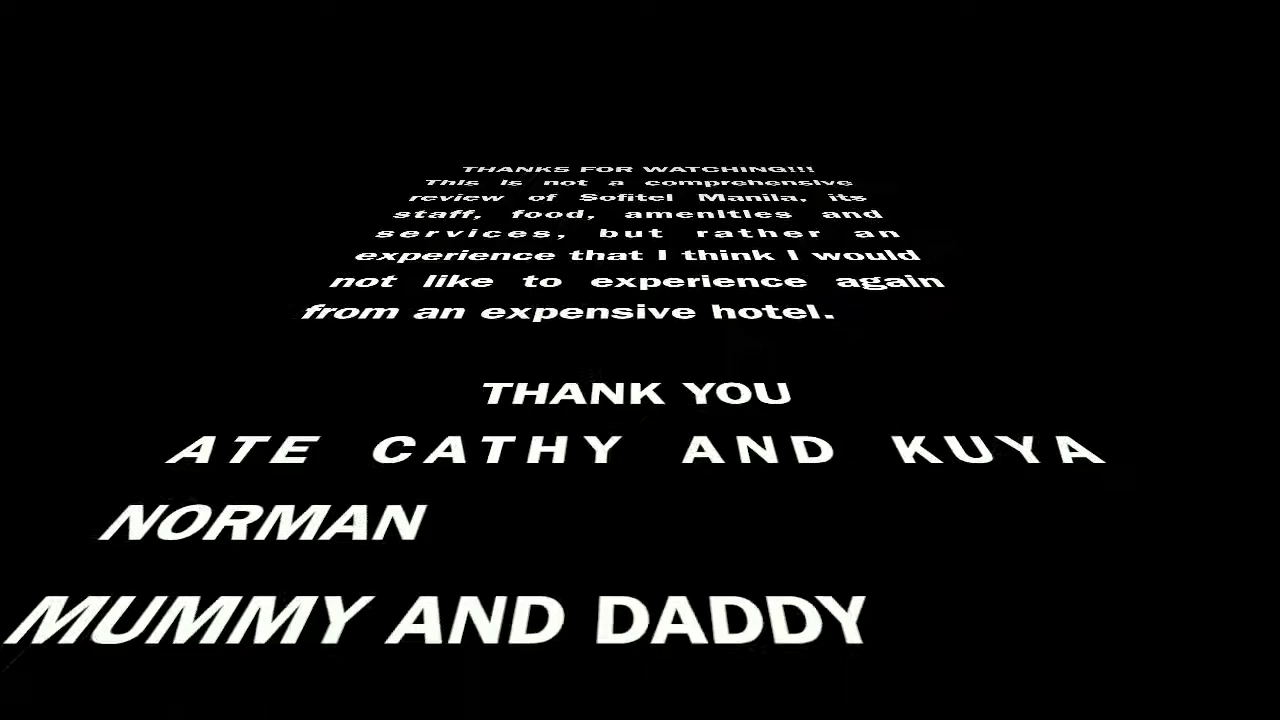 THANKS FOR WATCHING!!!
This is not a comprehensive
review of Sofitel Manila, its
staff, food, amenities and
services, but rather an
experience that I think I would
not like to experience again
from an expensive hotel.
THANK YOU
ATE CATHY AND KUYA
NORMAN
MUMMY AND DADDY